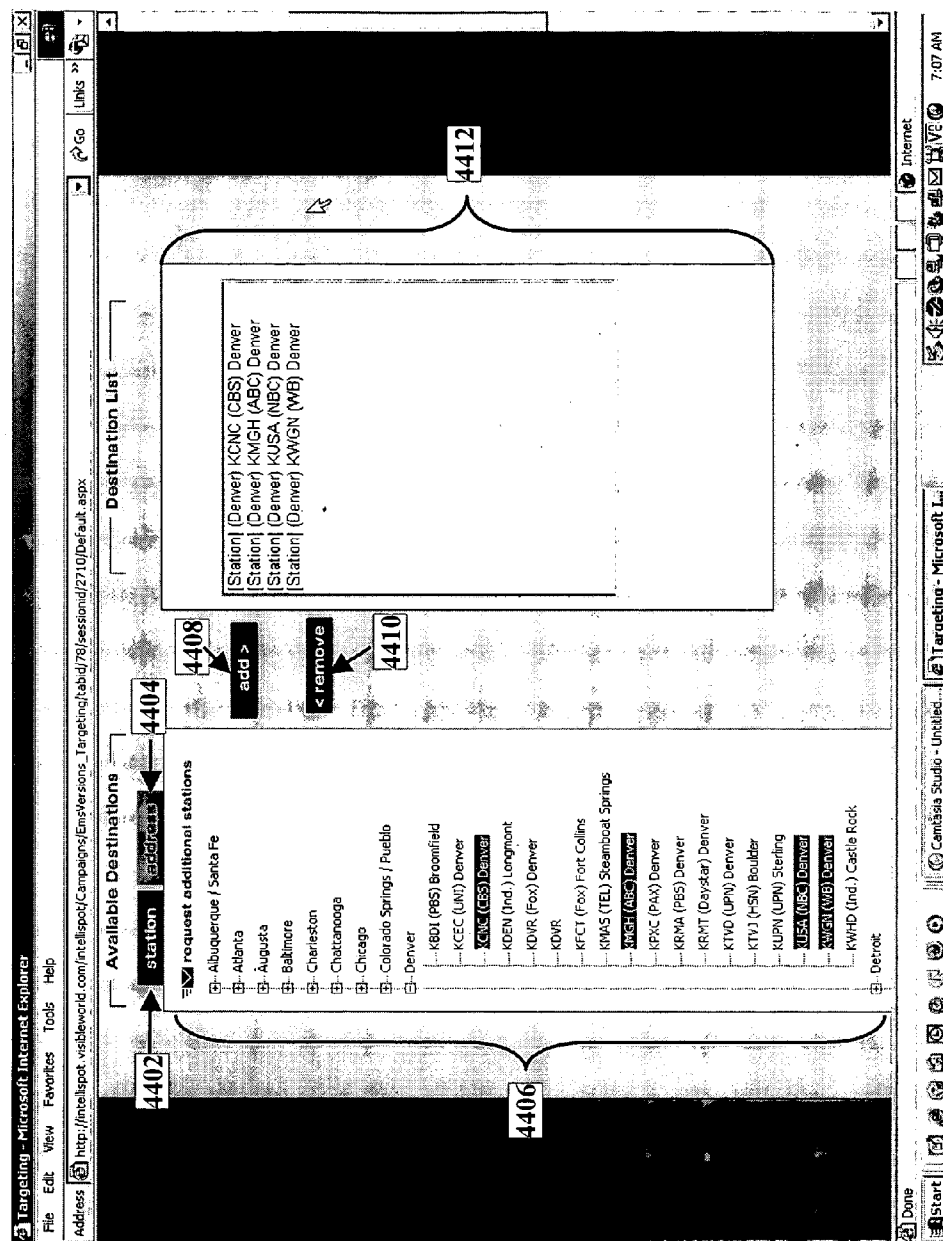 Targeting - Microsoft Internet Explorer
File Edit View Favorites Tools Help
Address http://intellispot.visibleworld.com/intellispot/Campaigns/EmsVersions_Targeting/tabid/78/sessionid/2710/Default.aspx Go Links »
Available Destinations
Destination List
4402
station
address
4404
request additional stations
Albuquerque / Santa Fe
Atlanta
Augusta
Baltimore
Charleston
Chattanooga
Chicago
Colorado Springs / Pueblo
Denver
KBDI (PBS) Broomfield
KCEC (UNI) Denver
KCNC (CBS) Denver
KDEN (Ind.) Longmont
KDVR (Fox) Denver
KDVR
KFCT (Fox) Fort Collins
KMAS (TEL) Steamboat Springs
KMGH (ABC) Denver
KPXC (PAX) Denver
KRMA (PBS) Denver
KRMT (Daystar) Denver
KTVD (UPN) Denver
KTVJ (HSN) Boulder
KUPN (UPN) Sterling
KUSA (NBC) Denver
KWGN (WB) Denver
KWHD (Ind.) Castle Rock
Detroit
4406
4408
add >
< remove
4410
[Station] (Denver) KCNC (CBS) Denver
[Station] (Denver) KMGH (ABC) Denver
[Station] (Denver) KUSA (NBC) Denver
[Station] (Denver) KWGN (WB) Denver
4412
Done
Internet
Start
Camtasia Studio - Untitled...
Targeting - Microsoft I...
7:07 AM